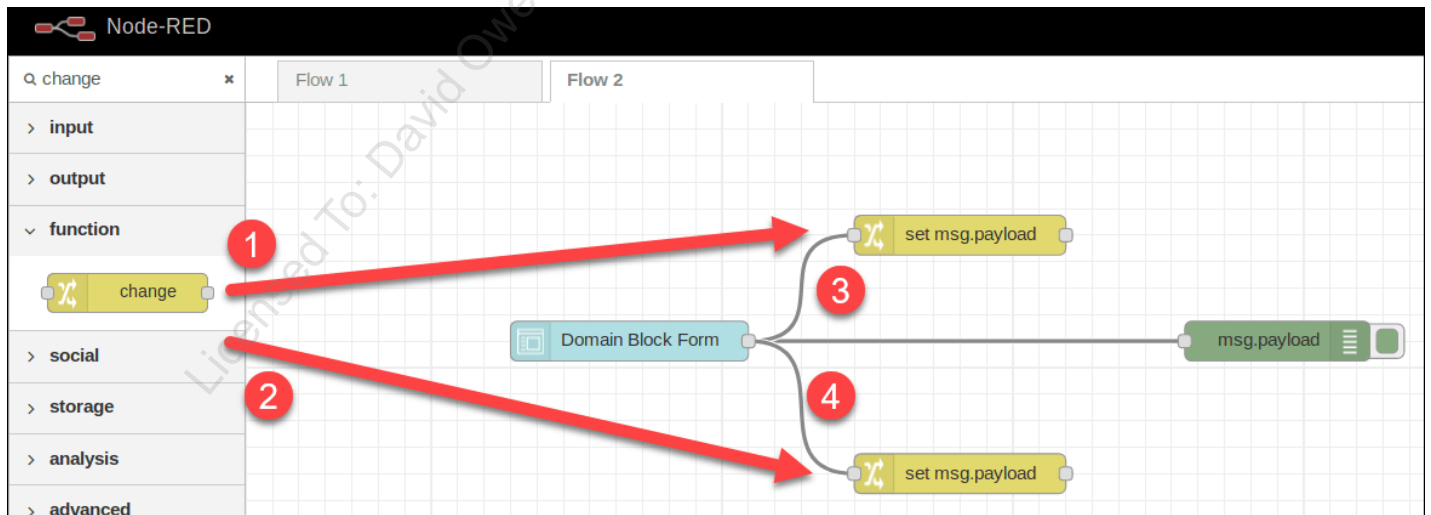 Node-RED
change
Flow 1
Flow 2
input
output
function
1
set msg.payload
change
3
Domain Block Form
msg.payload
social
2
4
storage
analysis
set msg.payload
advanced
Licensed To: David Owe